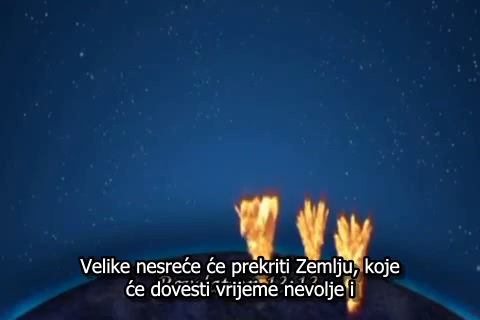 Velike nesreće će prekriti Zemlju, koje
će dovesti vrijeme nevolje i